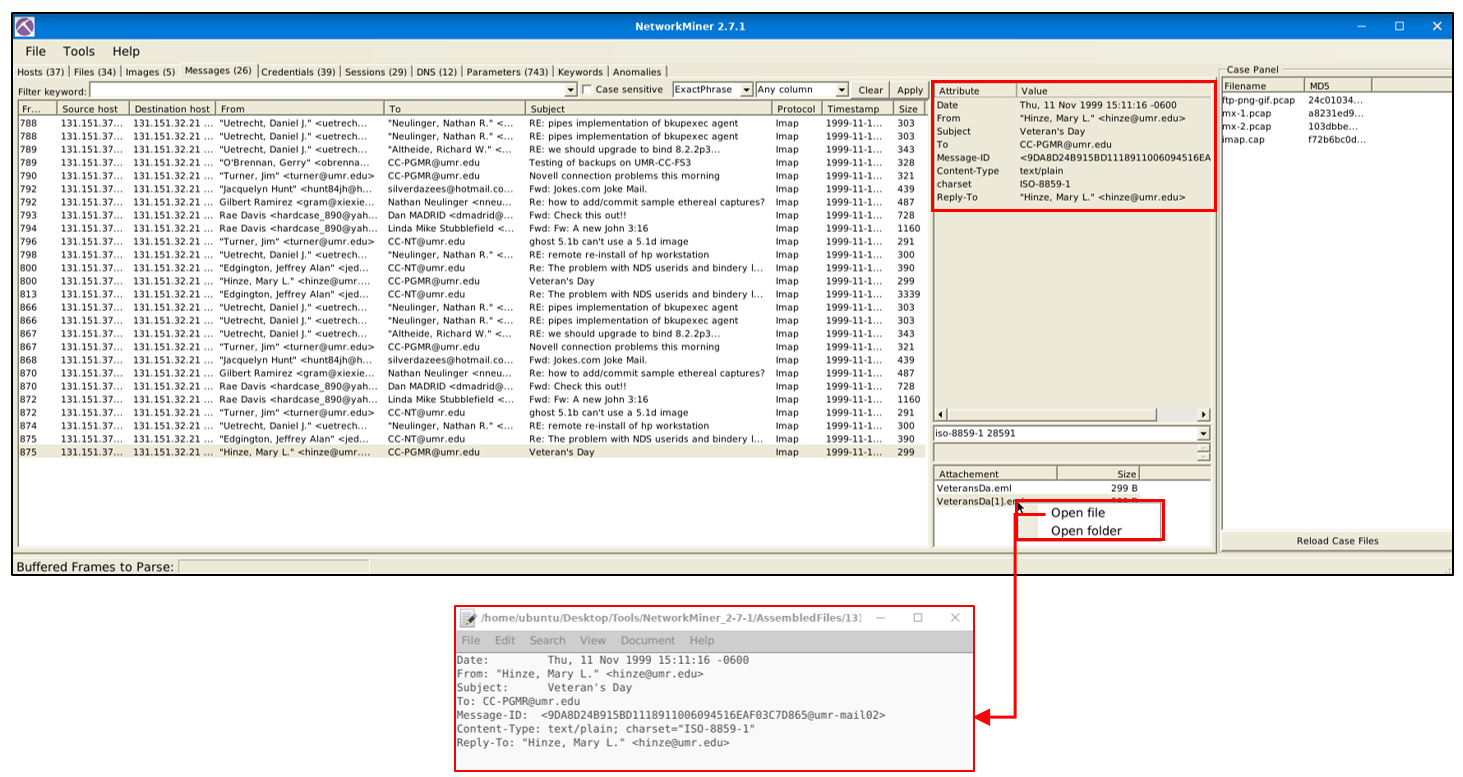 NetworkMiner 2.7.1
File Tools Help
Hosts (37) | Files (34) | Images (5) | Messages (26) | Credentials (39) | Sessions (29) | DNS (12) | Parameters (743) | Keywords | Anomalies |
Filter keyword: Case sensitive ExactPhrase Any column Clear Apply
Fr... Source host Destination host From To Subject Protocol Timestamp Size
788 131.151.37... 131.151.32.21 ... "Uetrecht, Daniel J." <uetrech... "Neulinger, Nathan R." <... RE: pipes implementation of bkupexec agent Imap 1999-11-1... 303
788 131.151.37... 131.151.32.21 ... "Uetrecht, Daniel J." <uetrech... "Neulinger, Nathan R." <... RE: pipes implementation of bkupexec agent Imap 1999-11-1... 303
789 131.151.37... 131.151.32.21 ... "Uetrecht, Daniel J." <uetrech... "Altheide, Richard W." <... RE: we should upgrade to bind 8.2.2p3... Imap 1999-11-1... 343
789 131.151.37... 131.151.32.21 ... "O'Brennan, Gerry" <obrenna... CC-PGMR@umr.edu Testing of backups on UMR-CC-FS3 Imap 1999-11-1... 328
790 131.151.37... 131.151.32.21 ... "Turner, Jim" <turner@umr.edu> CC-PGMR@umr.edu Novell connection problems this morning Imap 1999-11-1... 321
792 131.151.37... 131.151.32.21 ... "Jacquelyn Hunt" <hunt84jh@h... silverdazees@hotmail.co... Fwd: Jokes.com Joke Mail. Imap 1999-11-1... 439
792 131.151.37... 131.151.32.21 ... Gilbert Ramirez <gram@xiexie... Nathan Neulinger <nneu... Re: how to add/commit sample ethereal captures? Imap 1999-11-1... 487
793 131.151.37... 131.151.32.21 ... Rae Davis <hardcase_890@yah... Dan MADRID <dmadrid@... Fwd: Check this out!! Imap 1999-11-1... 728
794 131.151.37... 131.151.32.21 ... Rae Davis <hardcase_890@yah... Linda Mike Stubblefield <... Fwd: Fw: A new John 3:16 Imap 1999-11-1... 1160
796 131.151.37... 131.151.32.21 ... "Turner, Jim" <turner@umr.edu> CC-NT@umr.edu ghost 5.1b can't use a 5.1d image Imap 1999-11-1... 291
798 131.151.37... 131.151.32.21 ... "Uetrecht, Daniel J." <uetrech... "Neulinger, Nathan R." <... RE: remote re-install of hp workstation Imap 1999-11-1... 300
800 131.151.37... 131.151.32.21 ... "Edgington, Jeffrey Alan" <jed... CC-NT@umr.edu Re: The problem with NDS userids and bindery l... Imap 1999-11-1... 390
800 131.151.37... 131.151.32.21 ... "Hinze, Mary L." <hinze@umr.... CC-PGMR@umr.edu Veteran's Day Imap 1999-11-1... 299
813 131.151.37... 131.151.32.21 ... "Edgington, Jeffrey Alan" <jed... CC-NT@umr.edu Re: The problem with NDS userids and bindery l... Imap 1999-11-1... 3339
866 131.151.37... 131.151.32.21 ... "Uetrecht, Daniel J." <uetrech... "Neulinger, Nathan R." <... RE: pipes implementation of bkupexec agent Imap 1999-11-1... 303
866 131.151.37... 131.151.32.21 ... "Uetrecht, Daniel J." <uetrech... "Neulinger, Nathan R." <... RE: pipes implementation of bkupexec agent Imap 1999-11-1... 303
867 131.151.37... 131.151.32.21 ... "Uetrecht, Daniel J." <uetrech... "Altheide, Richard W." <... RE: we should upgrade to bind 8.2.2p3... Imap 1999-11-1... 343
867 131.151.37... 131.151.32.21 ... "Turner, Jim" <turner@umr.edu> CC-PGMR@umr.edu Novell connection problems this morning Imap 1999-11-1... 321
868 131.151.37... 131.151.32.21 ... "Jacquelyn Hunt" <hunt84jh@h... silverdazees@hotmail.co... Fwd: Jokes.com Joke Mail. Imap 1999-11-1... 439
870 131.151.37... 131.151.32.21 ... Gilbert Ramirez <gram@xiexie... Nathan Neulinger <nneu... Re: how to add/commit sample ethereal captures? Imap 1999-11-1... 487
870 131.151.37... 131.151.32.21 ... Rae Davis <hardcase_890@yah... Dan MADRID <dmadrid@... Fwd: Check this out!! Imap 1999-11-1... 728
872 131.151.37... 131.151.32.21 ... Rae Davis <hardcase_890@yah... Linda Mike Stubblefield <... Fwd: Fw: A new John 3:16 Imap 1999-11-1... 1160
872 131.151.37... 131.151.32.21 ... "Turner, Jim" <turner@umr.edu> CC-NT@umr.edu ghost 5.1b can't use a 5.1d image Imap 1999-11-1... 291
874 131.151.37... 131.151.32.21 ... "Uetrecht, Daniel J." <uetrech... "Neulinger, Nathan R." <... RE: remote re-install of hp workstation Imap 1999-11-1... 300
875 131.151.37... 131.151.32.21 ... "Edgington, Jeffrey Alan" <jed... CC-NT@umr.edu Re: The problem with NDS userids and bindery l... Imap 1999-11-1... 390
875 131.151.37... 131.151.32.21 ... "Hinze, Mary L." <hinze@umr.... CC-PGMR@umr.edu Veteran's Day Imap 1999-11-1... 299
Attribute Value
Date Thu, 11 Nov 1999 15:11:16 -0600
From "Hinze, Mary L." <hinze@umr.edu>
Subject Veteran's Day
To CC-PGMR@umr.edu
Message-ID <9DA8D24B915BD1118911006094516EA
Content-Type text/plain
charset ISO-8859-1
Reply-To "Hinze, Mary L." <hinze@umr.edu>
iso-8859-1 28591
Attachement Size
VeteransDa.eml 299 B
VeteransDa[1].e
Open file
Open folder
Case Panel
Filename MD5
ftp-png-gif.pcap 24c01034...
mx-1.pcap a8231ed9...
mx-2.pcap 103dbbe...
imap.cap f72b6bc0d...
Reload Case Files
Buffered Frames to Parse:
/home/ubuntu/Desktop/Tools/NetworkMiner_2-7-1/AssembledFiles/131
File Edit Search View Document Help
Date: Thu, 11 Nov 1999 15:11:16 -0600
From: "Hinze, Mary L." <hinze@umr.edu>
Subject: Veteran's Day
To: CC-PGMR@umr.edu
Message-ID: <9DA8D24B915BD1118911006094516EAF03C7D865@umr-mail02>
Content-Type: text/plain; charset="ISO-8859-1"
Reply-To: "Hinze, Mary L." <hinze@umr.edu>